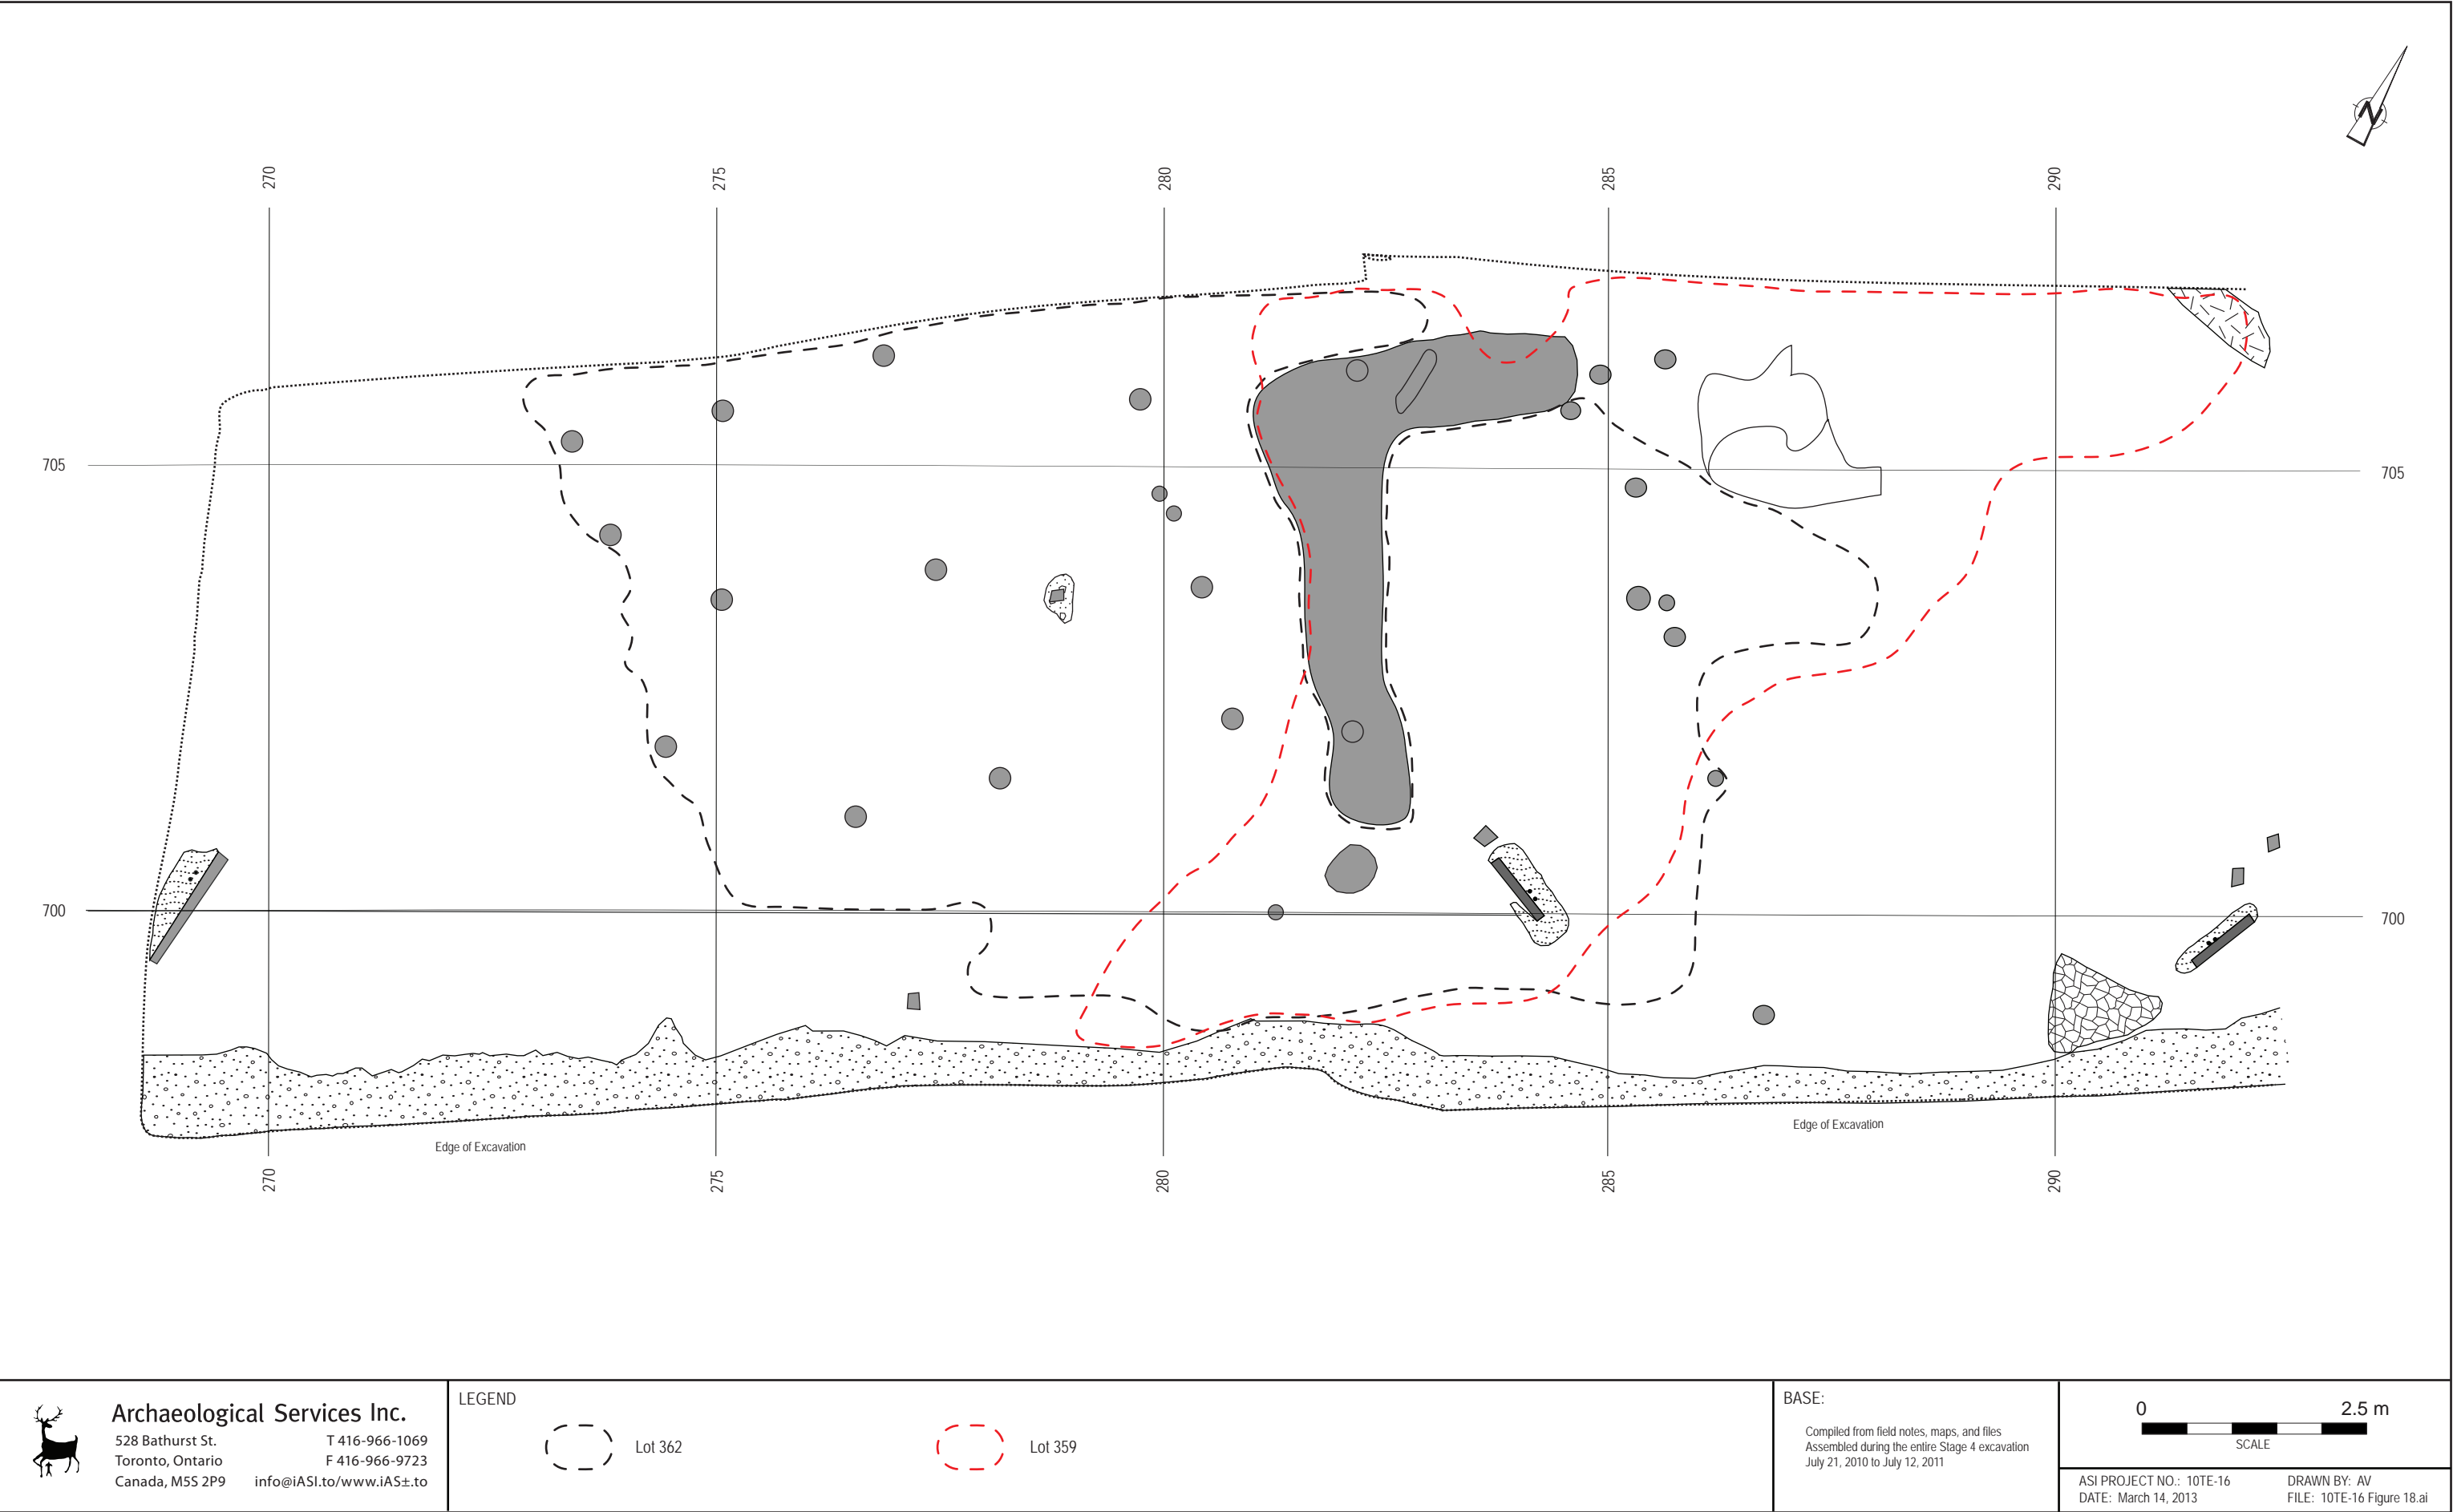 N
270
275
280
285
290
705
705
700
700
Edge of Excavation
Edge of Excavation
270
275
280
285
290
Archaeological Services Inc.
528 Bathurst St.
T 416-966-1069
Toronto, Ontario
F 416-966-9723
Canada, M5S 2P9
info@iASI.to/www.iAS±.to
LEGEND
Lot 362
Lot 359
BASE:
Compiled from field notes, maps, and files
Assembled during the entire Stage 4 excavation
July 21, 2010 to July 12, 2011
0
2.5 m
SCALE
ASI PROJECT NO.: 10TE-16
DRAWN BY: AV
DATE: March 14, 2013
FILE: 10TE-16 Figure 18.ai